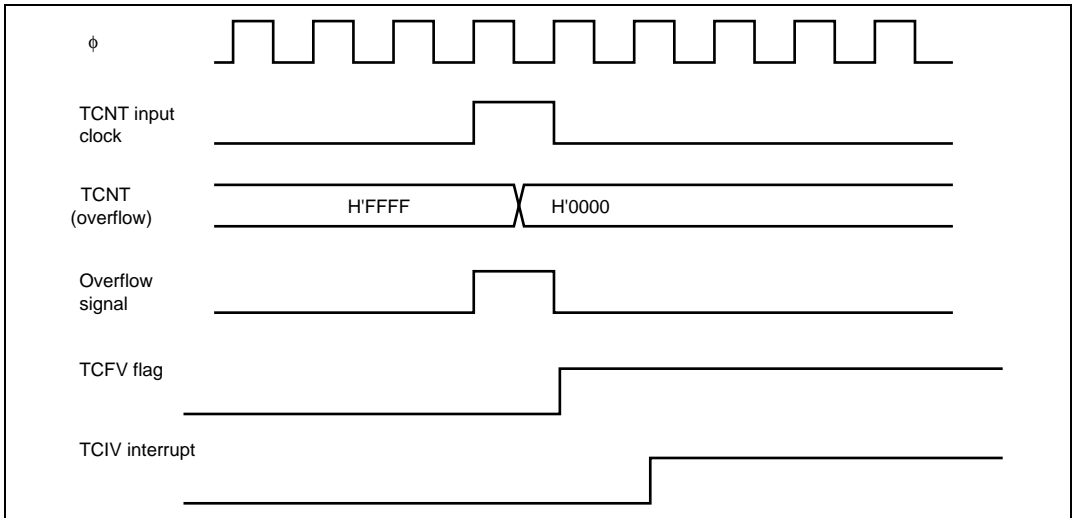 ϕ
TCNT input
clock
TCNT
(overflow)
H'FFFF
H'0000
Overflow
signal
TCFV flag
TCIV interrupt